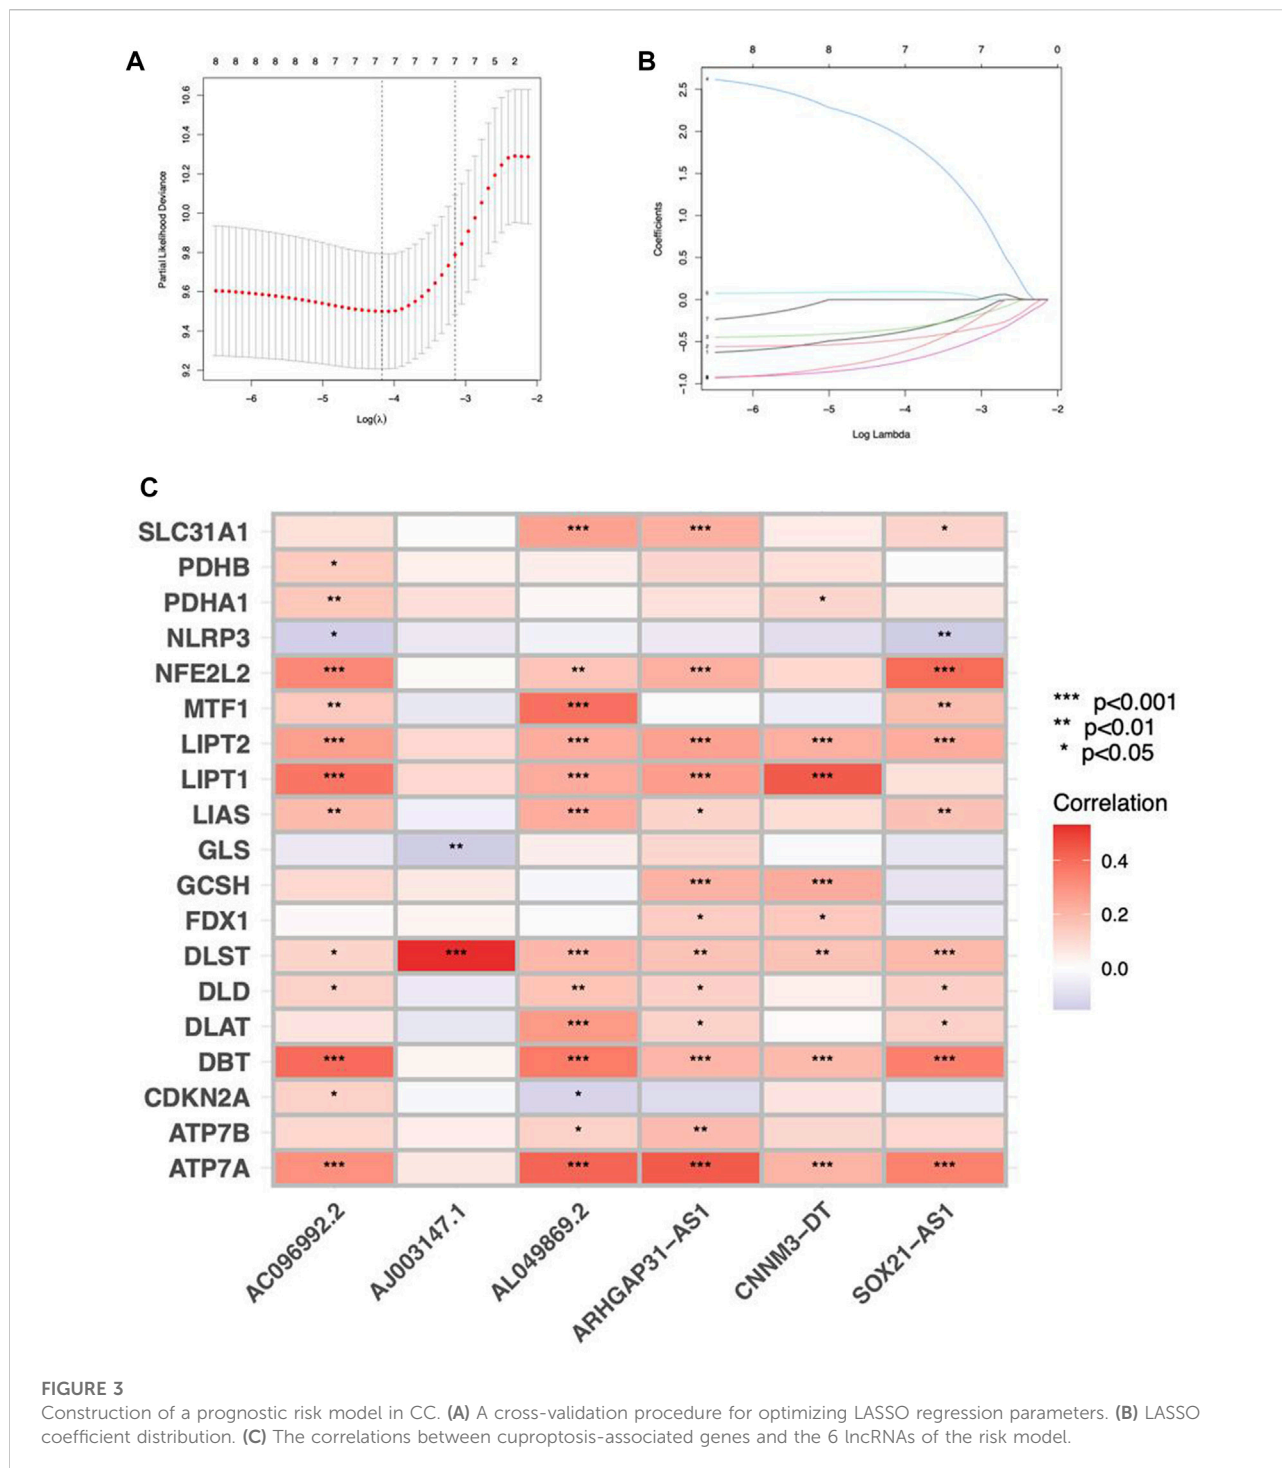 A
8 8 8 8 8 8 7 7 7 7 7 7 7 7 5 2
Partial Likelihood Deviance
10.6
10.4
10.2
10.0
9.8
9.6
9.4
9.2
−6 −5 −4 −3 −2
Log(λ)
B
8 8 7 7 0
Coefficients
2.5
2.0
1.5
1.0
0.5
0.0
−0.5
−1.0
−6 −5 −4 −3 −2
Log Lambda
C
SLC31A1 *** *** *
PDHB *
PDHA1 ** *
NLRP3 * **
NFE2L2 *** ** *** ***
MTF1 ** *** **
LIPT2 *** *** *** *** ***
LIPT1 *** *** *** ***
LIAS ** *** * **
GLS **
GCSH *** ***
FDX1 * *
DLST * *** *** ** ** ***
DLD * ** * *
DLAT *** * *
DBT *** *** *** *** ***
CDKN2A * *
ATP7B * **
ATP7A *** *** *** *** ***
AC096992.2
AJ003147.1
AL049869.2
ARHGAP31−AS1
CNNM3−DT
SOX21−AS1
*** p<0.001
** p<0.01
* p<0.05
Correlation
0.4
0.2
0.0
FIGURE 3
Construction of a prognostic risk model in CC. (A) A cross-validation procedure for optimizing LASSO regression parameters. (B) LASSO
coefficient distribution. (C) The correlations between cuproptosis-associated genes and the 6 lncRNAs of the risk model.